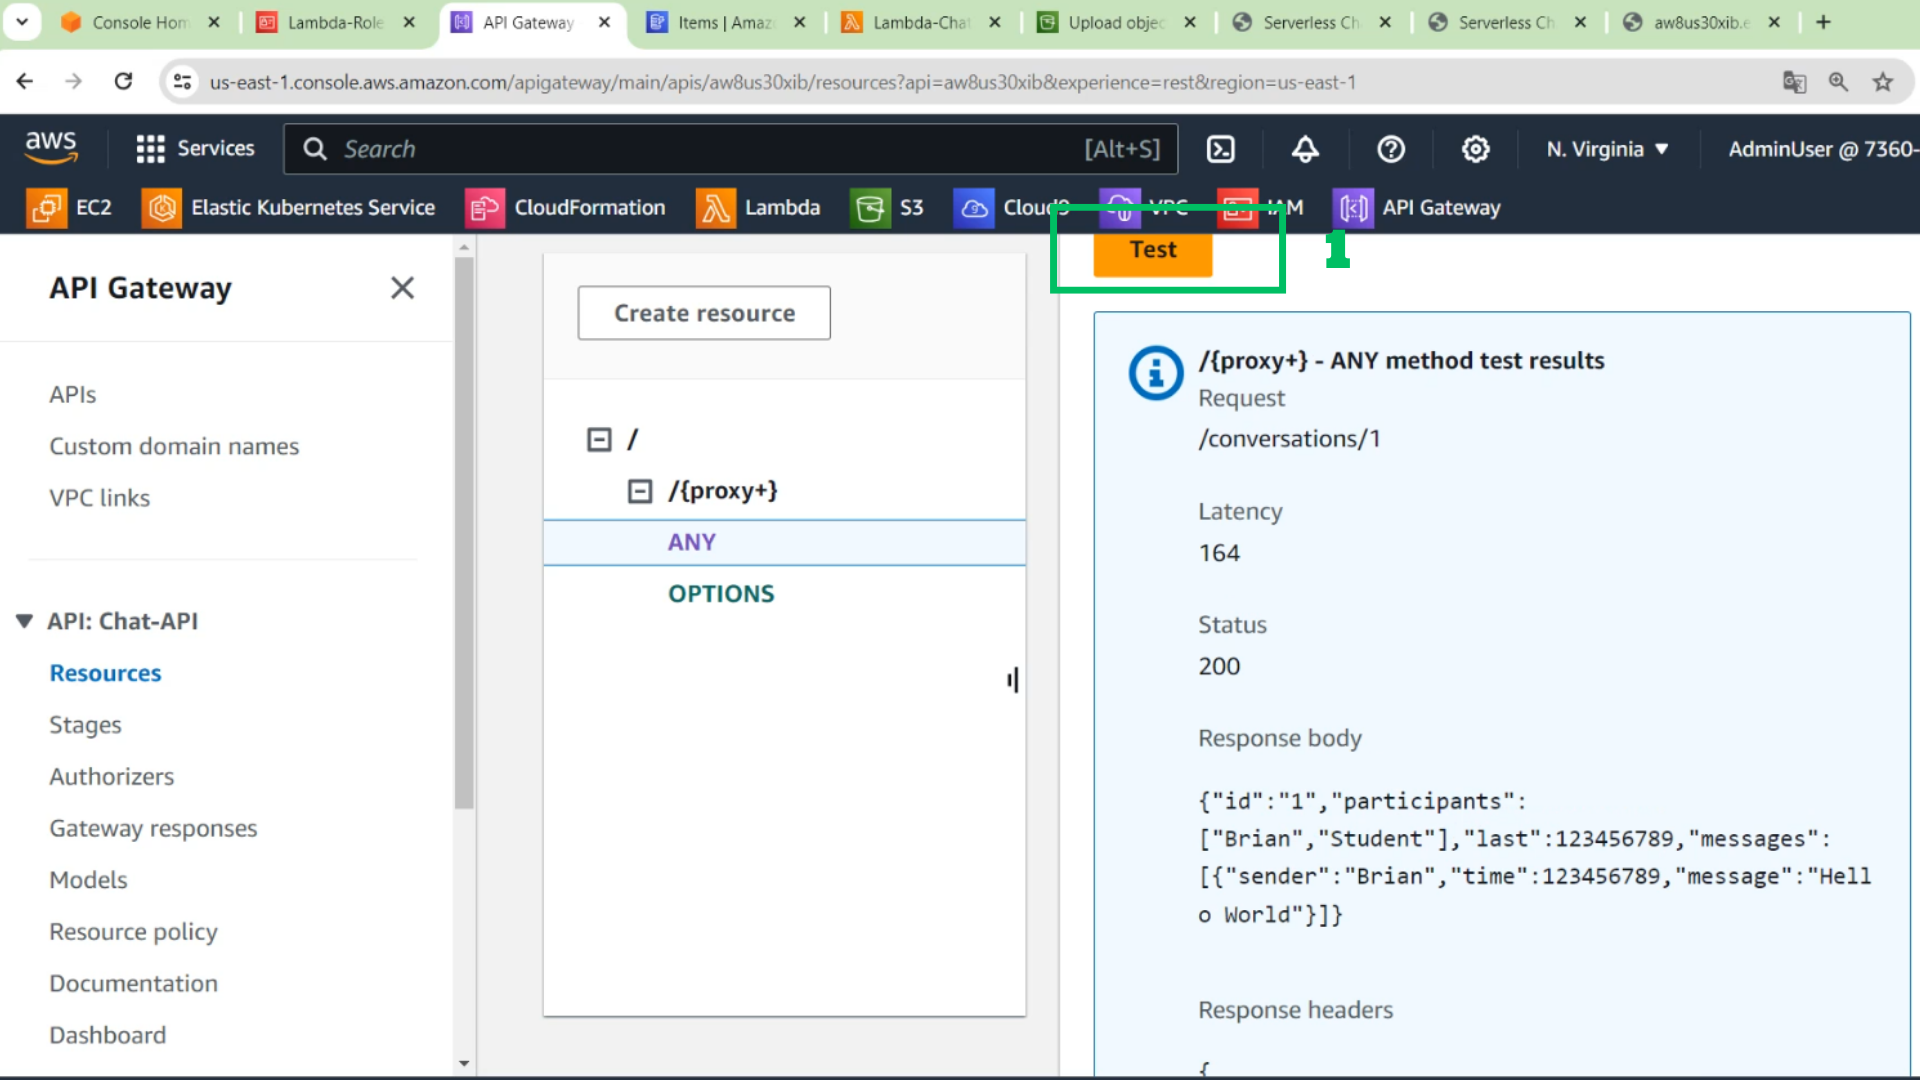 Console Hom
Lambda-Role
API Gateway
Items | Amaz
Lambda-Chat
Upload objec
Serverless Ch
Serverless Ch
aw8us30xib.e
us-east-1.console.aws.amazon.com/apigateway/main/apis/aw8us30xib/resources?api=aw8us30xib&experience=rest&region=us-east-1
aws
Services
Search
[Alt+S]
N. Virginia
AdminUser @ 7360-
EC2
Elastic Kubernetes Service
CloudFormation
Lambda
S3
Cloud9
VPC
IAM
API Gateway
API Gateway
APIs
Custom domain names
VPC links
API: Chat-API
Resources
Stages
Authorizers
Gateway responses
Models
Resource policy
Documentation
Dashboard
Create resource
/
/{proxy+}
ANY
OPTIONS
Test
1
/{proxy+} - ANY method test results
Request
/conversations/1
Latency
164
Status
200
Response body
{"id":"1","participants":
["Brian","Student"],"last":123456789,"messages":
[{"sender":"Brian","time":123456789,"message":"Hell
o World"}]}
Response headers
{